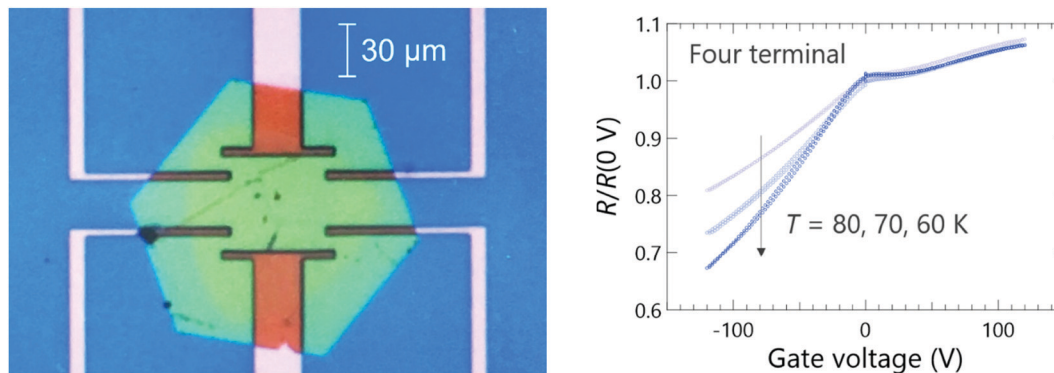 30 μm
1.1
1.0
0.9
0.8
0.7
0.6
R/R(0 V)
Four terminal
T = 80, 70, 60 K
-100
0
100
Gate voltage (V)